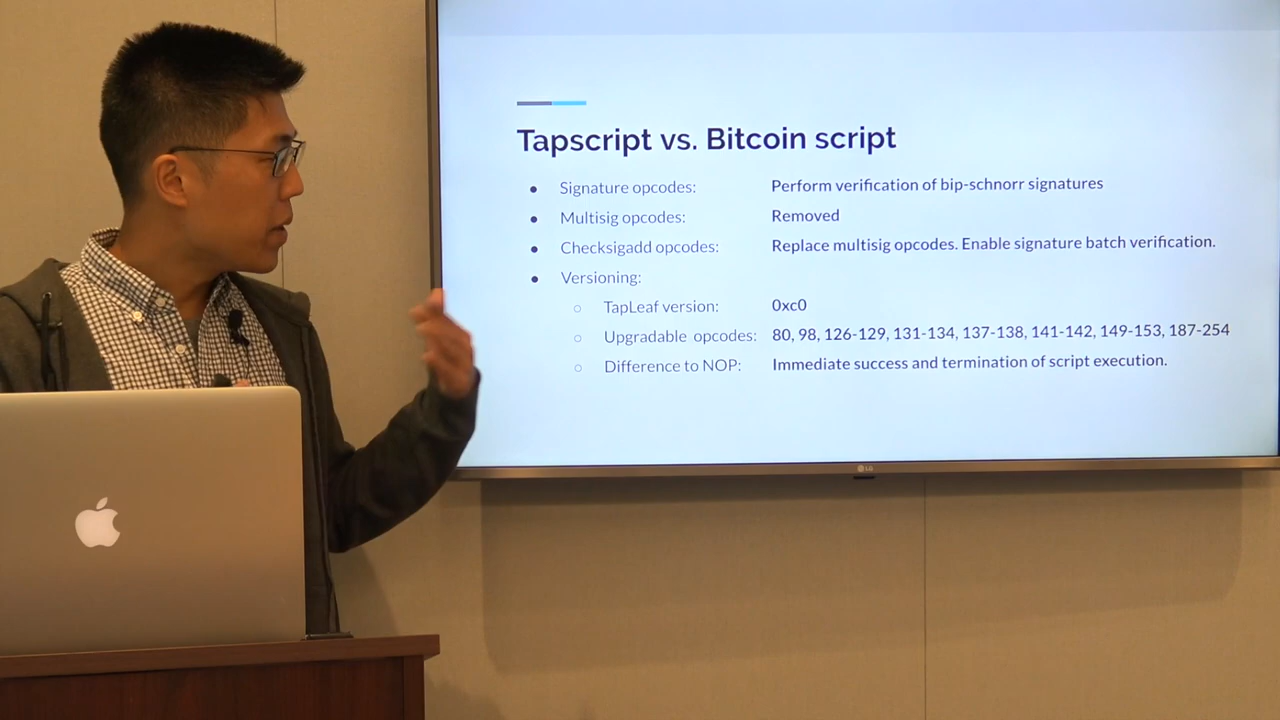 Tapscript vs. Bitcoin script
● Signature opcodes: Perform verification of bip-schnorr signatures
● Multisig opcodes: Removed
● Checksigadd opcodes: Replace multisig opcodes. Enable signature batch verification.
● Versioning:
○ TapLeaf version: 0xc0
○ Upgradable opcodes: 80, 98, 126-129, 131-134, 137-138, 141-142, 149-153, 187-254
○ Difference to NOP: Immediate success and termination of script execution.
LG